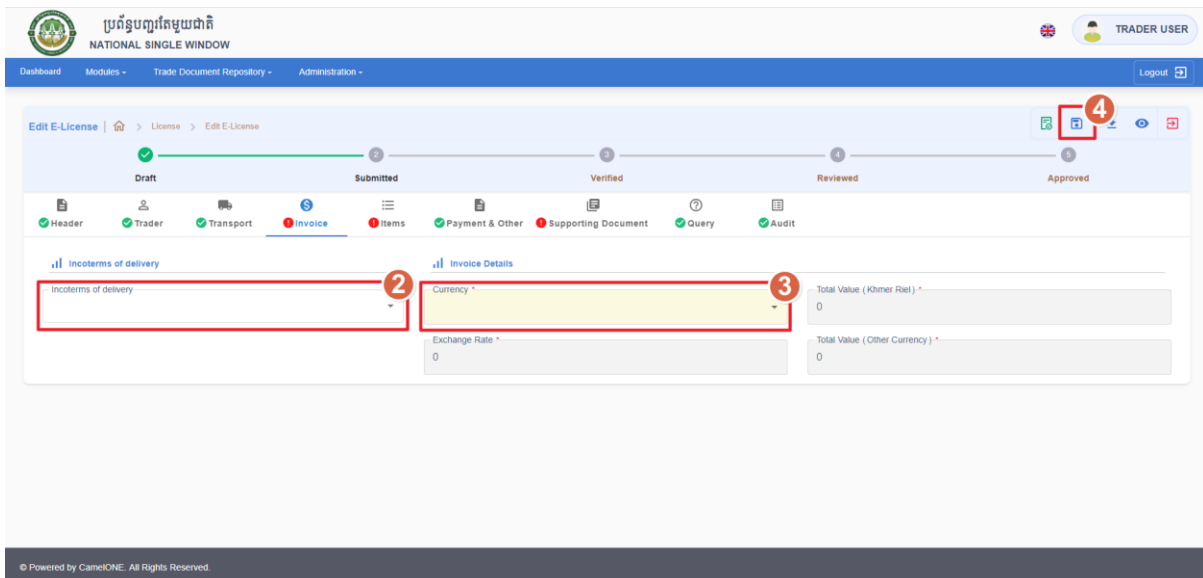 ប្រព័ន្ធបញ្ជរតែមួយជាតិ
NATIONAL SINGLE WINDOW
TRADER USER
Dashboard Modules Trade Document Repository Administration Logout
Edit E-License | > License > Edit E-License
4
2 3 4 5
Draft Submitted Verified Reviewed Approved
Header Trader Transport Invoice Items Payment & Other Supporting Document Query Audit
Incoterms of delivery Invoice Details
2 3
Incoterms of delivery Currency * Total Value ( Khmer Riel ) *
0
Exchange Rate * Total Value ( Other Currency ) *
0 0
© Powered by CamelONE. All Rights Reserved.